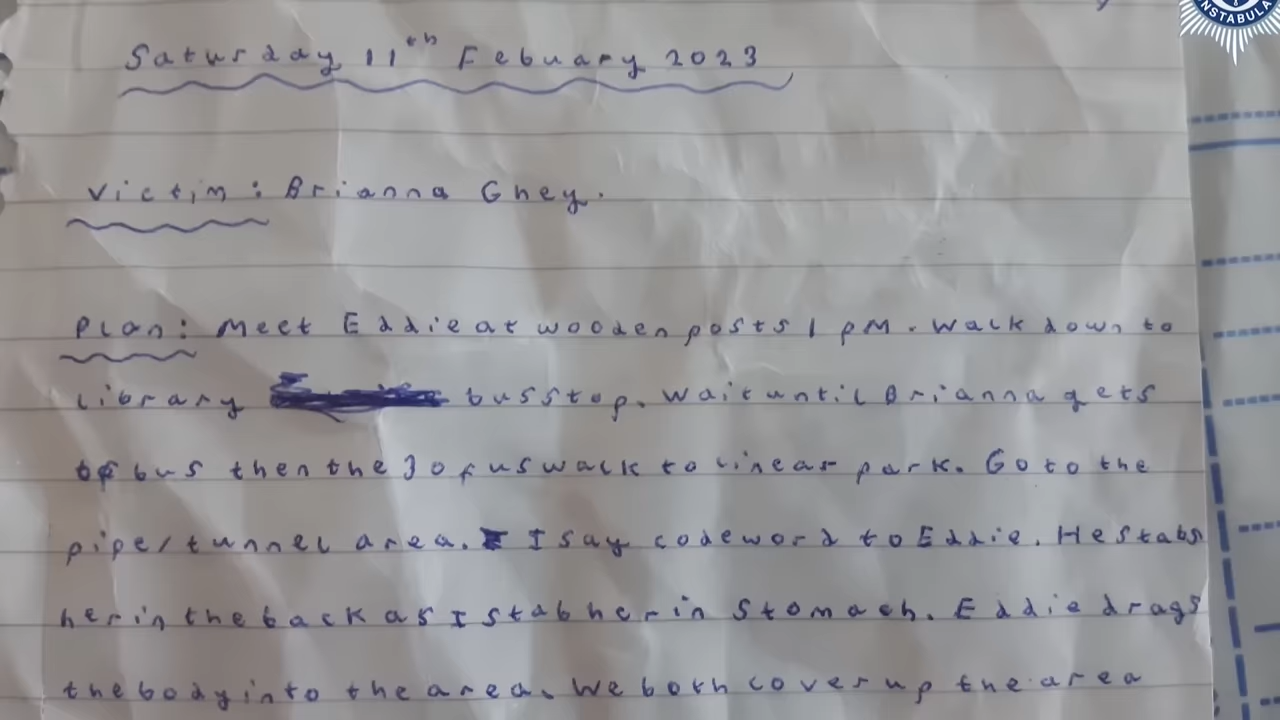 Saturday 11th Febuary 2023
Victim: Brianna Ghey.
Plan: Meet Eddie at wooden posts 1 pM. Walk down to
library bus stop. Wait until Brianna gets
of bus then the 3 of us walk to linear park. Go to the
pipe/tunnel area. I say codeword to Eddie. He stabs
her in the back as I stab her in stomach. Eddie drags
the body into the area. We both cover up the area
NSTABULA